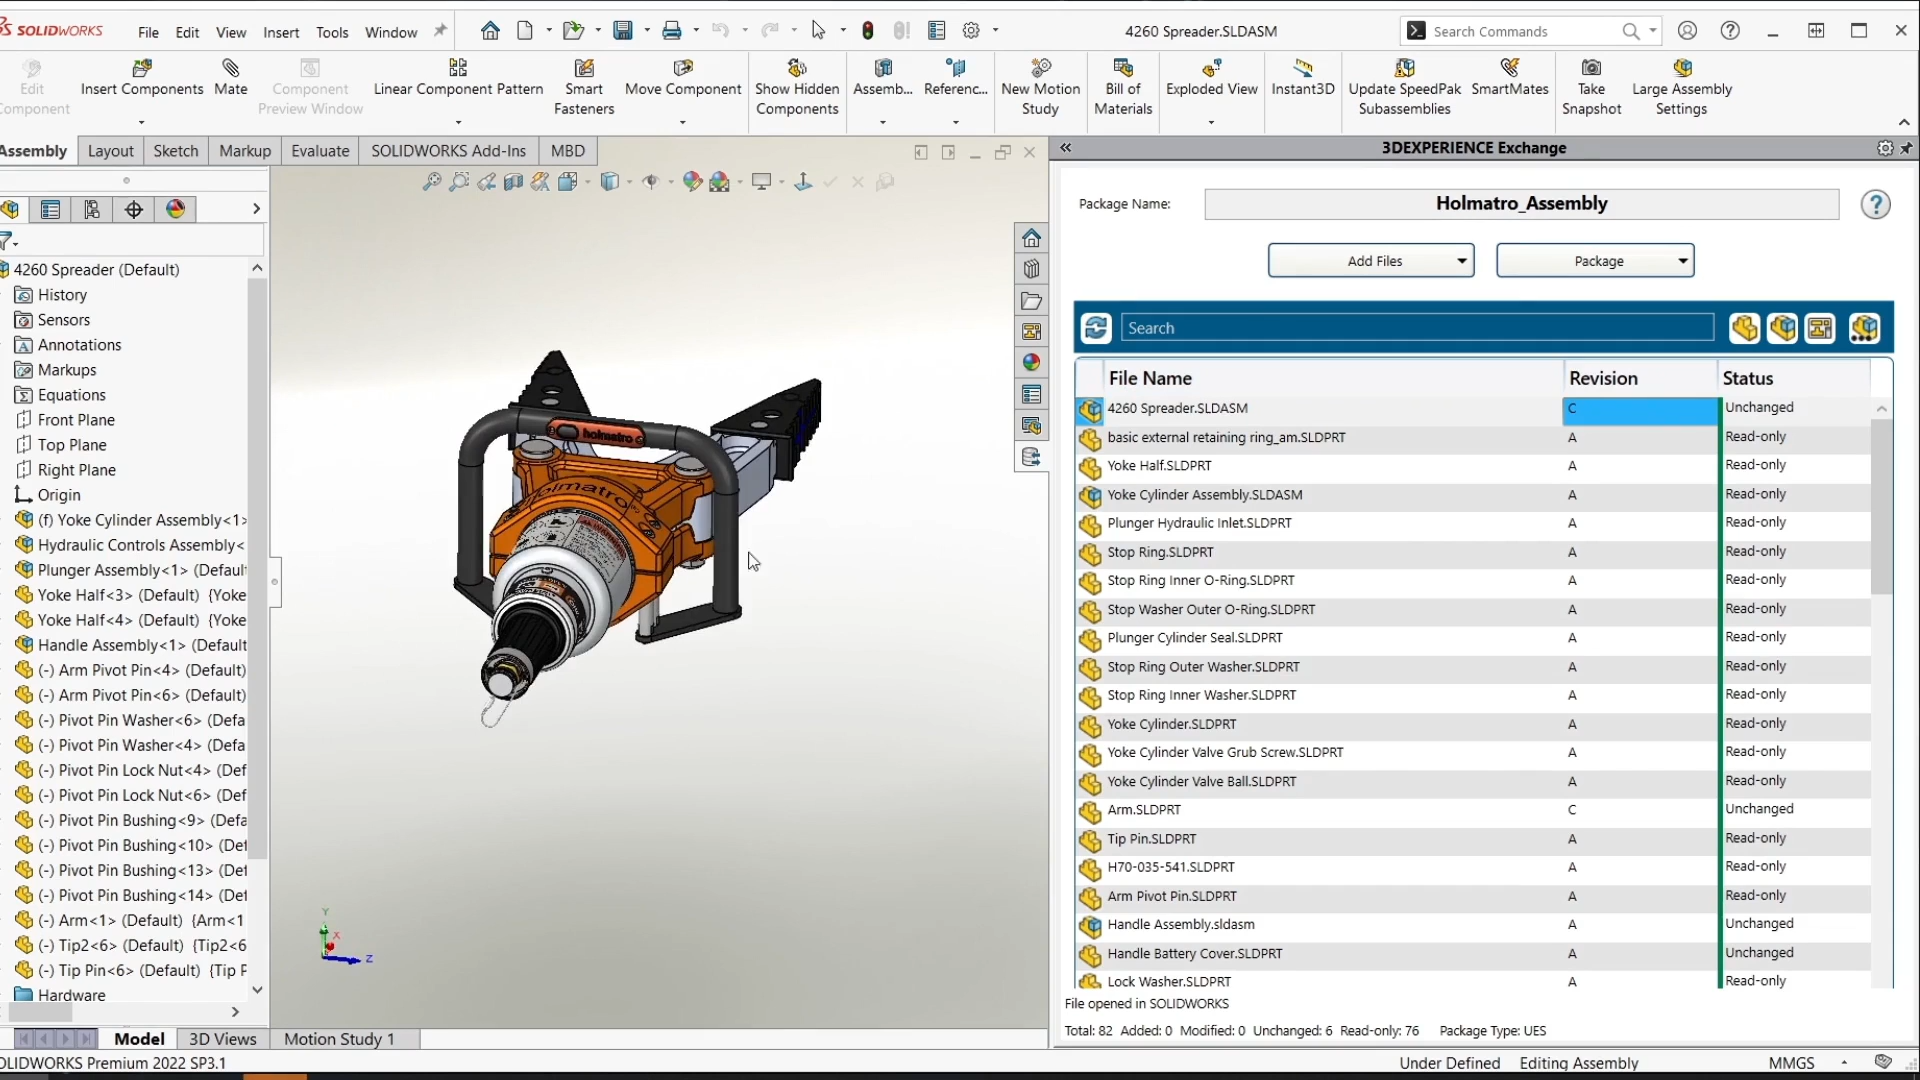 SOLIDWORKS File Edit View Insert Tools Window 4260 Spreader.SLDASM Search Commands
Edit Component
Insert Components
Mate
Component Preview Window
Linear Component Pattern
Smart Fasteners
Move Component
Show Hidden Components
Assemb...
Referenc...
New Motion Study
Bill of Materials
Exploded View
Instant3D
Update SpeedPak Subassemblies
SmartMates
Take Snapshot
Large Assembly Settings
Assembly Layout Sketch Markup Evaluate SOLIDWORKS Add-Ins MBD
4260 Spreader (Default)
History
Sensors
Annotations
Markups
Equations
Front Plane
Top Plane
Right Plane
Origin
(f) Yoke Cylinder Assembly<1>
Hydraulic Controls Assembly<
Plunger Assembly<1> (Defaul
Yoke Half<3> (Default) {Yoke
Yoke Half<4> (Default) {Yoke
Handle Assembly<1> (Default
(-) Arm Pivot Pin<4> (Default)
(-) Arm Pivot Pin<6> (Default)
(-) Pivot Pin Washer<6> (Defa
(-) Pivot Pin Washer<4> (Defa
(-) Pivot Pin Lock Nut<4> (Def
(-) Pivot Pin Lock Nut<6> (Def
(-) Pivot Pin Bushing<9> (Defa
(-) Pivot Pin Bushing<10> (Def
(-) Pivot Pin Bushing<13> (Def
(-) Pivot Pin Bushing<14> (Def
(-) Arm<1> (Default) {Arm<1
(-) Tip2<6> (Default) {Tip2<6
(-) Tip Pin<6> (Default) {Tip P
Hardware
holmatro
holmatro
Y
X
Z
3DEXPERIENCE Exchange
Package Name: Holmatro_Assembly
Add Files Package
Search
File Name Revision Status
4260 Spreader.SLDASM C Unchanged
basic external retaining ring_am.SLDPRT A Read-only
Yoke Half.SLDPRT A Read-only
Yoke Cylinder Assembly.SLDASM A Read-only
Plunger Hydraulic Inlet.SLDPRT A Read-only
Stop Ring.SLDPRT A Read-only
Stop Ring Inner O-Ring.SLDPRT A Read-only
Stop Washer Outer O-Ring.SLDPRT A Read-only
Plunger Cylinder Seal.SLDPRT A Read-only
Stop Ring Outer Washer.SLDPRT A Read-only
Stop Ring Inner Washer.SLDPRT A Read-only
Yoke Cylinder.SLDPRT A Read-only
Yoke Cylinder Valve Grub Screw.SLDPRT A Read-only
Yoke Cylinder Valve Ball.SLDPRT A Read-only
Arm.SLDPRT C Unchanged
Tip Pin.SLDPRT A Read-only
H70-035-541.SLDPRT A Read-only
Arm Pivot Pin.SLDPRT A Read-only
Handle Assembly.sldasm A Unchanged
Handle Battery Cover.SLDPRT A Unchanged
Lock Washer.SLDPRT A Read-only
File opened in SOLIDWORKS
Total: 82 Added: 0 Modified: 0 Unchanged: 6 Read-only: 76 Package Type: UES
Model 3D Views Motion Study 1
OLIDWORKS Premium 2022 SP3.1 Under Defined Editing Assembly MMGS